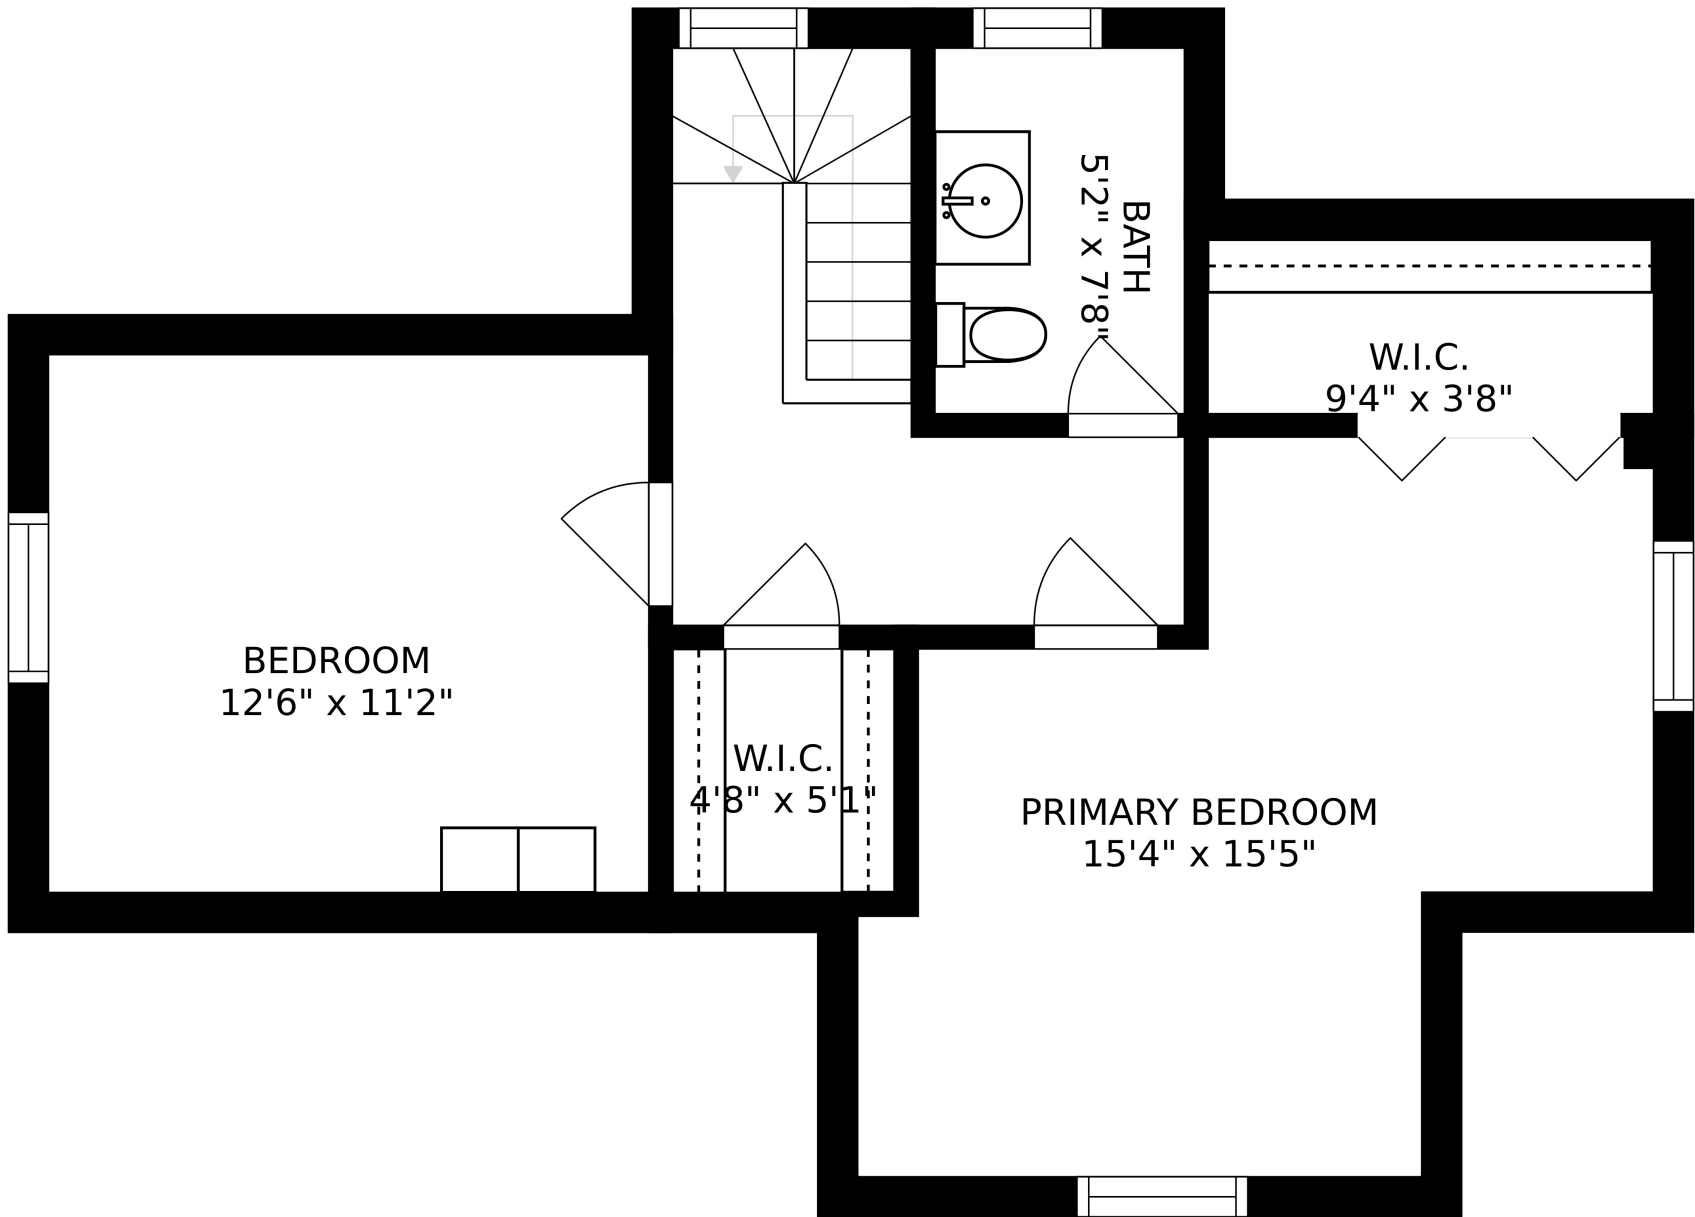 BATH
5'2" x 7'8"
W.I.C.
9'4" x 3'8"
BEDROOM
12'6" x 11'2"
W.I.C.
4'8" x 5'1"
PRIMARY BEDROOM
15'4" x 15'5"